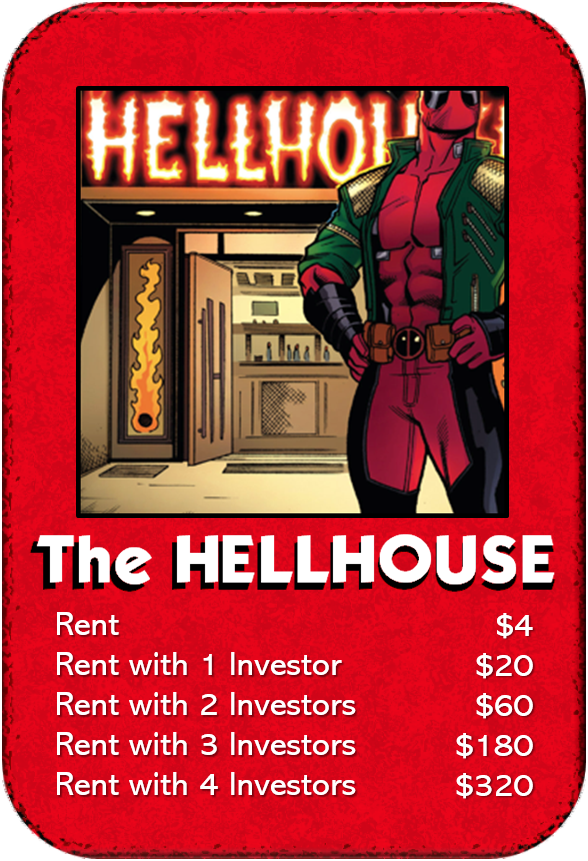 HELLHOU
The HELLHOUSE
Rent $4
Rent with 1 Investor $20
Rent with 2 Investors $60
Rent with 3 Investors $180
Rent with 4 Investors $320